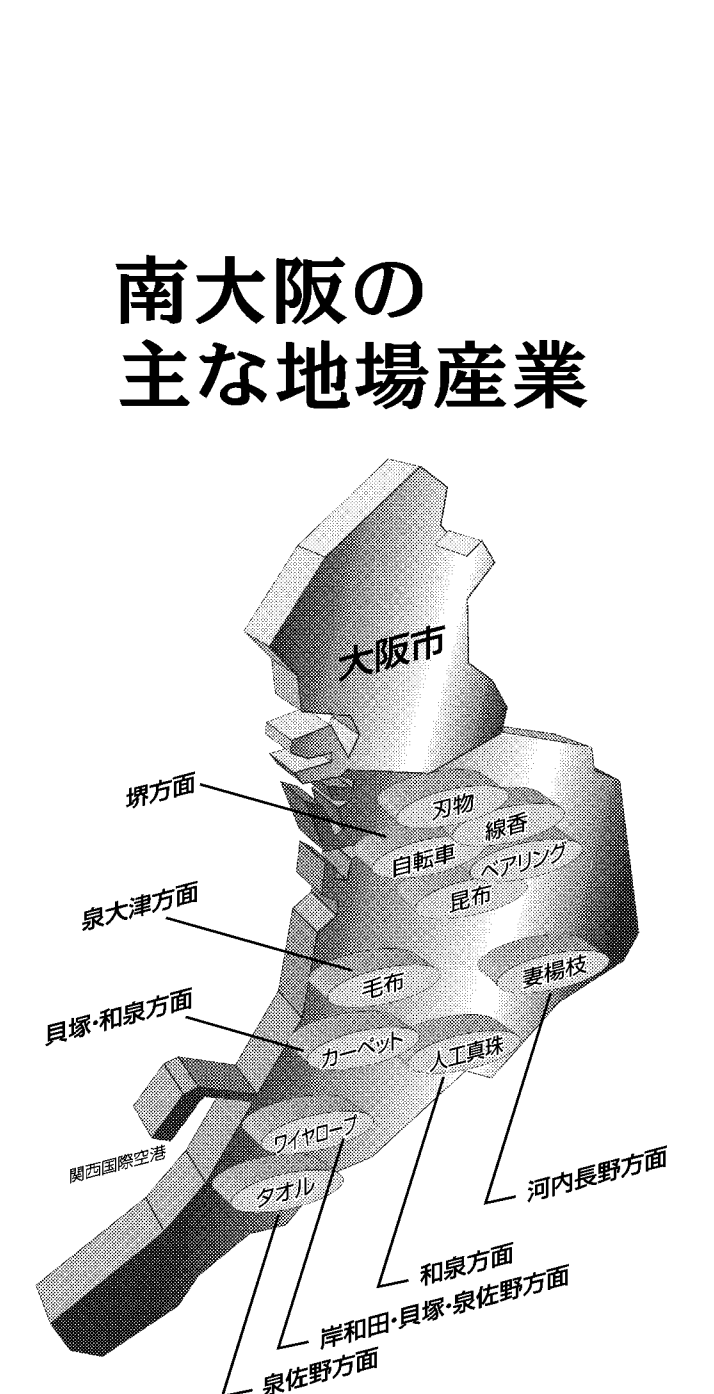 南大阪の
主な地場産業
大阪市
堺方面
刃物
線香
自転車
ベアリング
昆布
泉大津方面
毛布
妻楊枝
貝塚・和泉方面
カーペット
人工真珠
ワイヤロープ
関西国際空港
タオル
河内長野方面
和泉方面
岸和田・貝塚・泉佐野方面
泉佐野方面